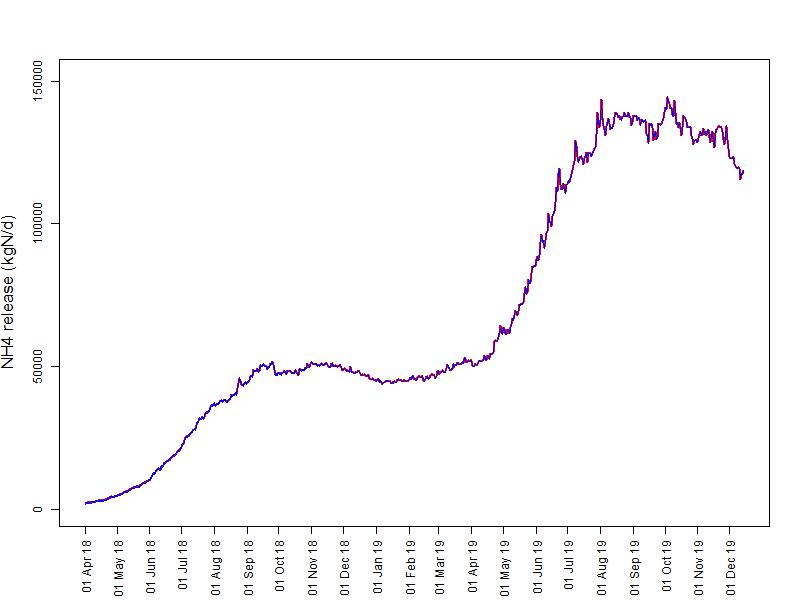 150000
100000
50000
0
NH4 release (kgN/d)
01 Apr 18
01 May 18
01 Jun 18
01 Jul 18
01 Aug 18
01 Sep 18
01 Oct 18
01 Nov 18
01 Dec 18
01 Jan 19
01 Feb 19
01 Mar 19
01 Apr 19
01 May 19
01 Jun 19
01 Jul 19
01 Aug 19
01 Sep 19
01 Oct 19
01 Nov 19
01 Dec 19